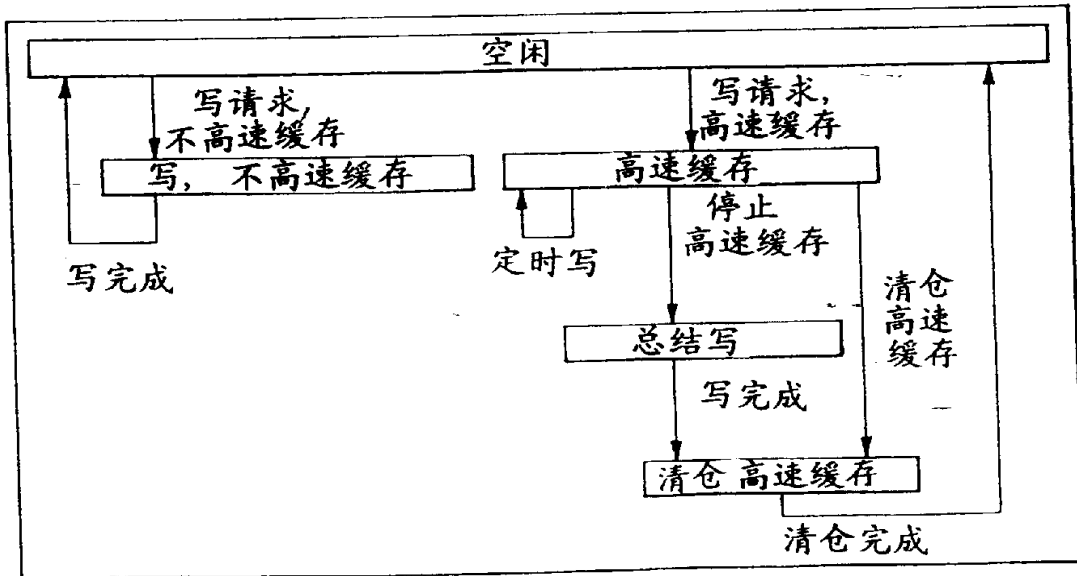 空闲
写请求,
不高速缓存
写请求,
高速缓存
写, 不高速缓存
高速缓存
写完成
定时写
停止
高速缓存
清仓
高速
缓存
总结写
写完成
清仓 高速缓存
清仓完成